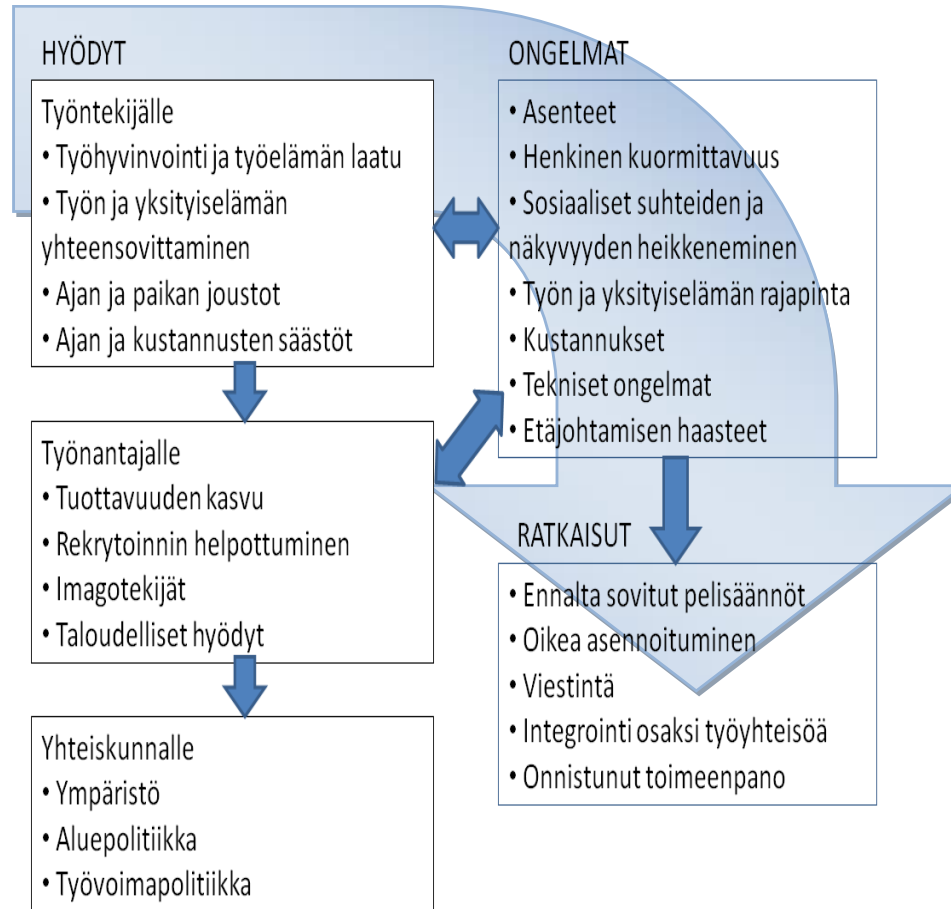 HYÖDYT
Työntekijälle
• Työhyvinvointi ja työelämän laatu
• Työn ja yksityiselämän
yhteensovittaminen
• Ajan ja paikan joustot
• Ajan ja kustannusten säästöt
Työnantajalle
• Tuottavuuden kasvu
• Rekrytoinnin helpottuminen
• Imagotekijät
• Taloudelliset hyödyt
Yhteiskunnalle
• Ympäristö
• Aluepolitiikka
• Työvoimapolitiikka
ONGELMAT
• Asenteet
• Henkinen kuormittavuus
• Sosiaaliset suhteiden ja
näkyvyyden heikkeneminen
• Työn ja yksityiselämän rajapinta
• Kustannukset
• Tekniset ongelmat
• Etäjohtamisen haasteet
RATKAISUT
• Ennalta sovitut pelisäännöt
• Oikea asennoituminen
• Viestintä
• Integrointi osaksi työyhteisöä
• Onnistunut toimeenpano